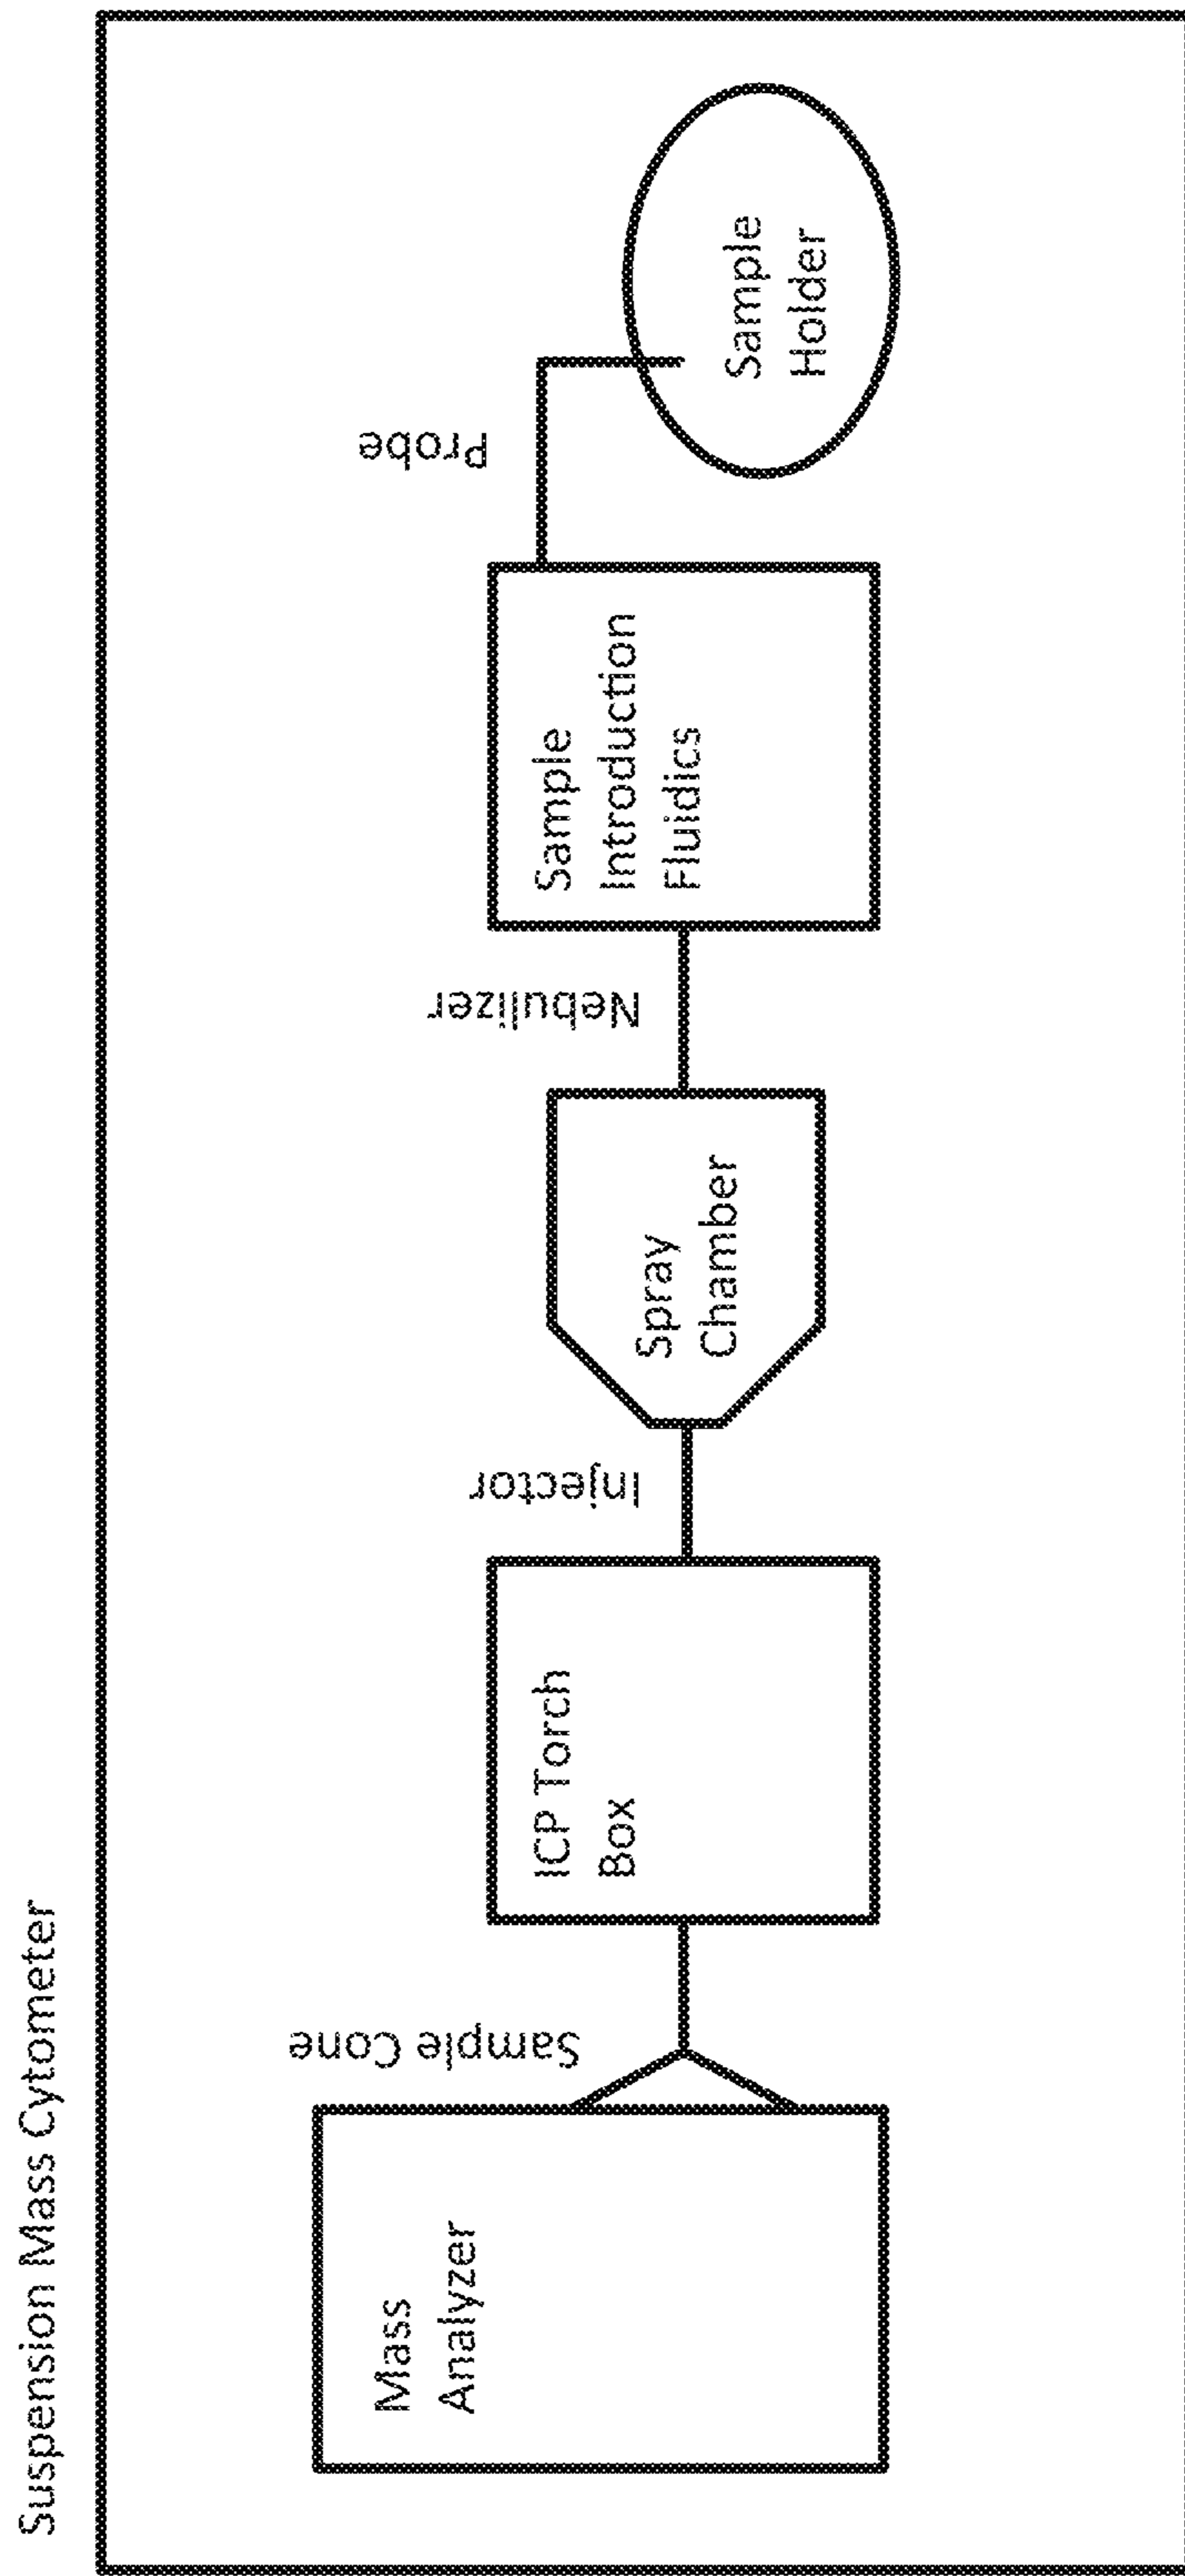 Suspension Mass Cytometer
Mass
Analyzer
Sample Cone
ICP Torch
Box
Injector
Spray
Chamber
Nebulizer
Sample
Introduction
Fluidics
Probe
Sample
Holder